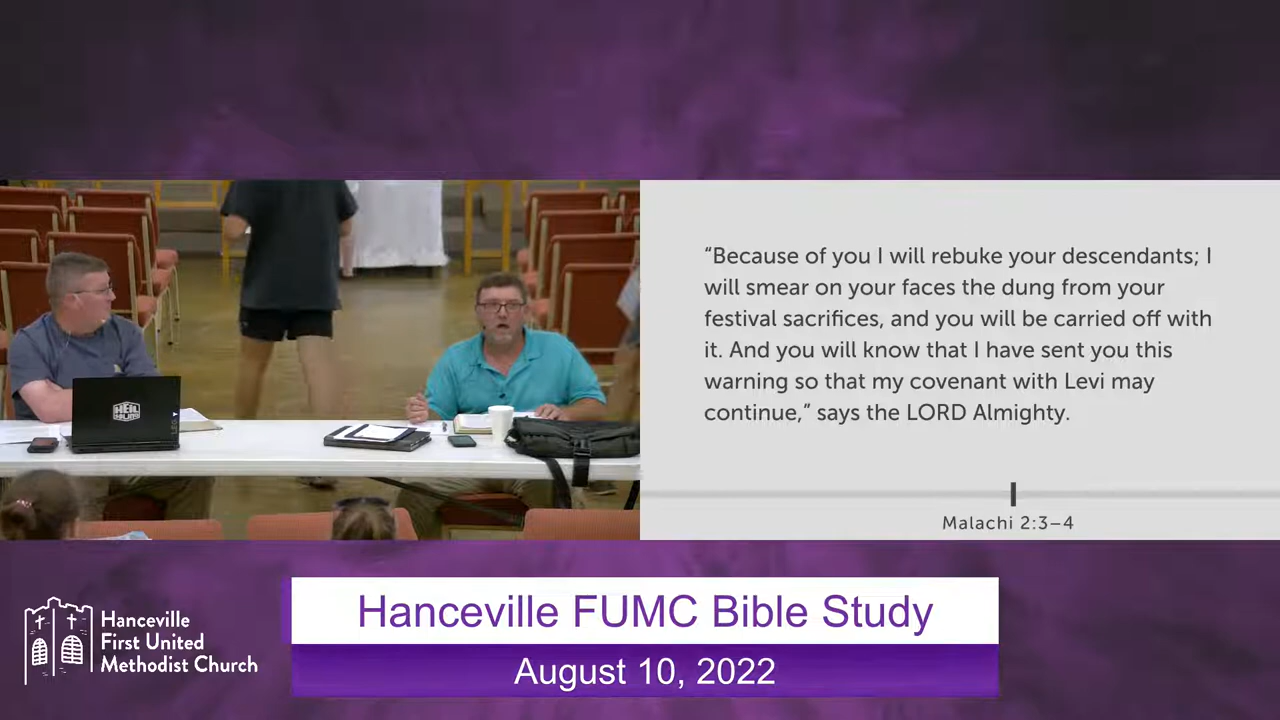 “Because of you I will rebuke your descendants; I
will smear on your faces the dung from your
festival sacrifices, and you will be carried off with
it. And you will know that I have sent you this
warning so that my covenant with Levi may
continue,” says the LORD Almighty.
Malachi 2:3–4
Hanceville
First United
Methodist Church
Hanceville FUMC Bible Study
August 10, 2022